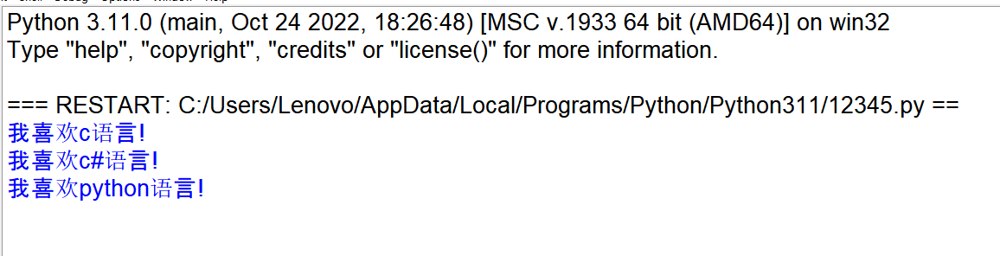 Python 3.11.0 (main, Oct 24 2022, 18:26:48) [MSC v.1933 64 bit (AMD64)] on win32
Type "help", "copyright", "credits" or "license()" for more information.
=== RESTART: C:/Users/Lenovo/AppData/Local/Programs/Python/Python311/12345.py ==
我喜欢c语言!
我喜欢c#语言!
我喜欢python语言!